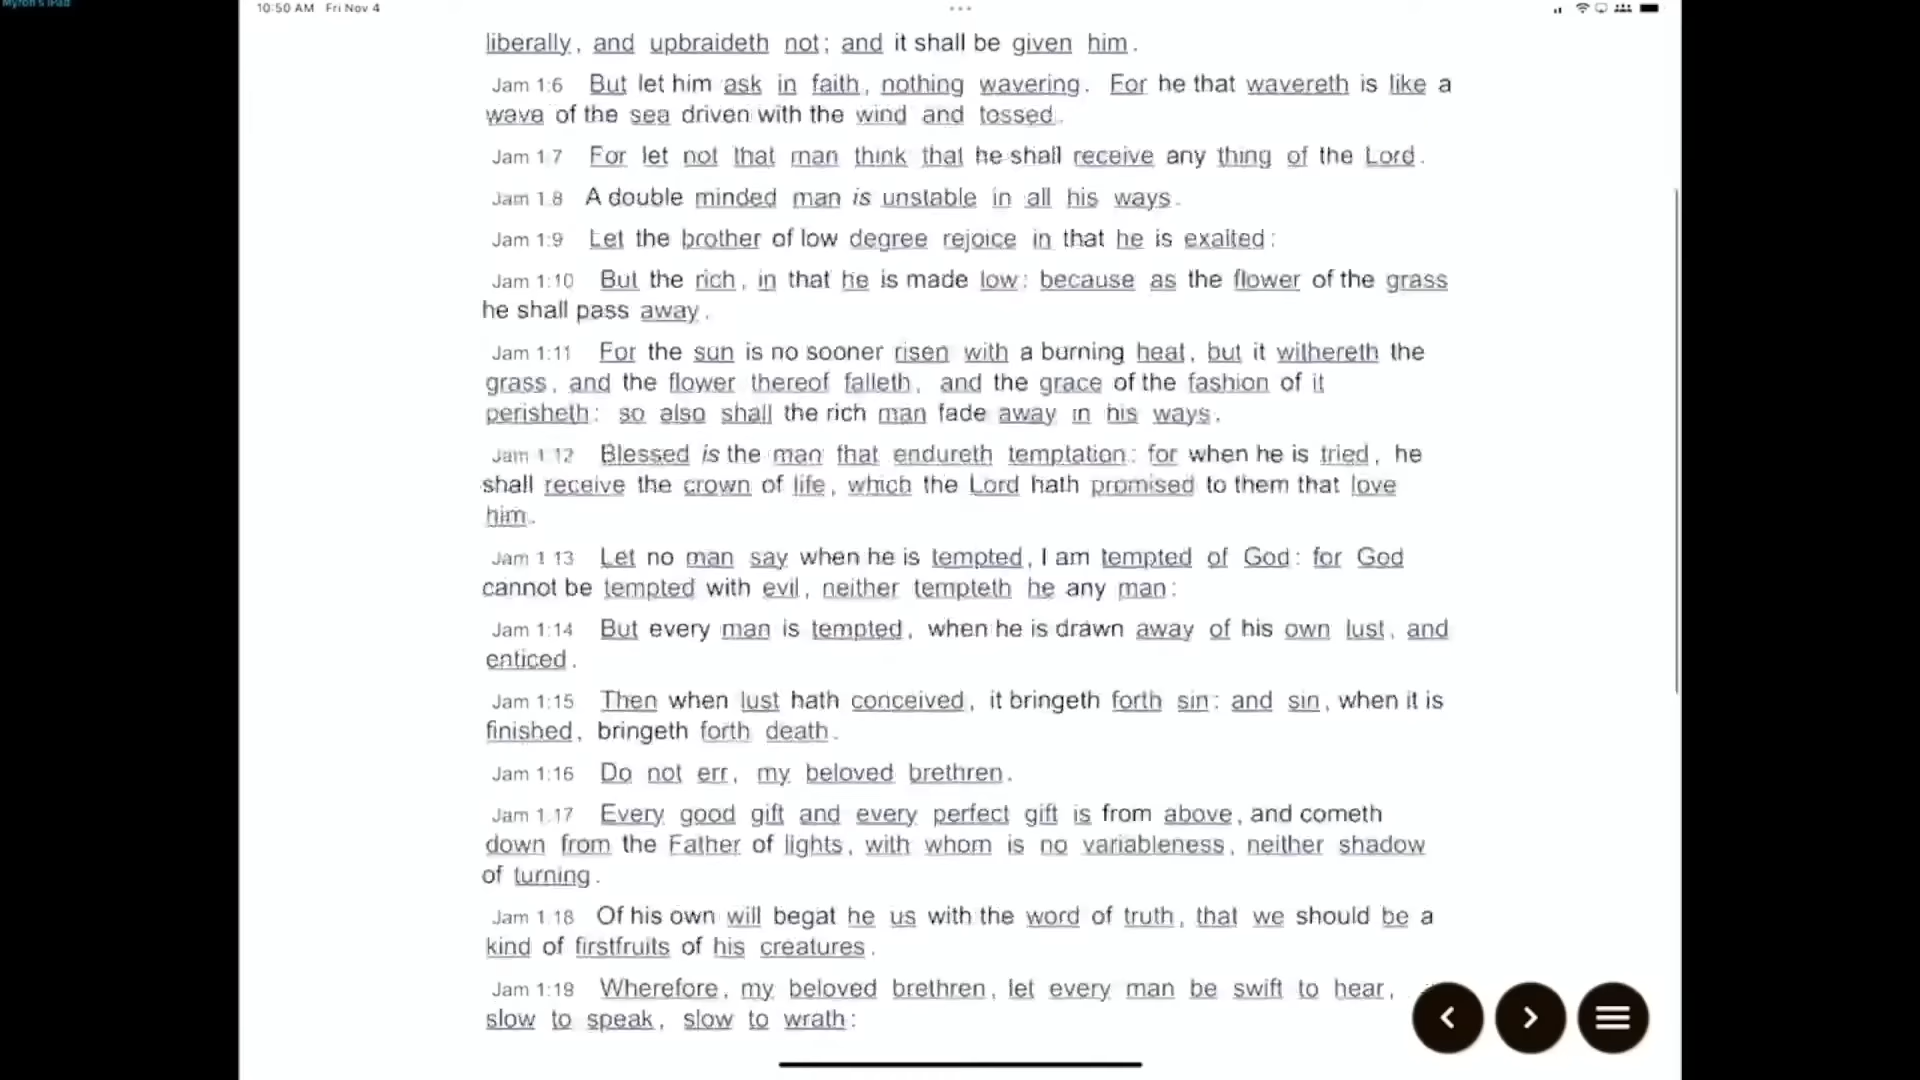 Myron's iPad
10:50 AM Fri Nov 4
liberally, and upbraideth not; and it shall be given him.
Jam 1:6 But let him ask in faith, nothing wavering. For he that wavereth is like a
wave of the sea driven with the wind and tossed.
Jam 1:7 For let not that man think that he shall receive any thing of the Lord.
Jam 1:8 A double minded man is unstable in all his ways.
Jam 1:9 Let the brother of low degree rejoice in that he is exalted:
Jam 1:10 But the rich, in that he is made low: because as the flower of the grass
he shall pass away.
Jam 1:11 For the sun is no sooner risen with a burning heat, but it withereth the
grass, and the flower thereof falleth, and the grace of the fashion of it
perisheth: so also shall the rich man fade away in his ways.
Jam 1:12 Blessed is the man that endureth temptation: for when he is tried, he
shall receive the crown of life, which the Lord hath promised to them that love
him.
Jam 1:13 Let no man say when he is tempted, I am tempted of God: for God
cannot be tempted with evil, neither tempteth he any man:
Jam 1:14 But every man is tempted, when he is drawn away of his own lust, and
enticed.
Jam 1:15 Then when lust hath conceived, it bringeth forth sin: and sin, when it is
finished, bringeth forth death.
Jam 1:16 Do not err, my beloved brethren.
Jam 1:17 Every good gift and every perfect gift is from above, and cometh
down from the Father of lights, with whom is no variableness, neither shadow
of turning.
Jam 1:18 Of his own will begat he us with the word of truth, that we should be a
kind of firstfruits of his creatures.
Jam 1:19 Wherefore, my beloved brethren, let every man be swift to hear,
slow to speak, slow to wrath: